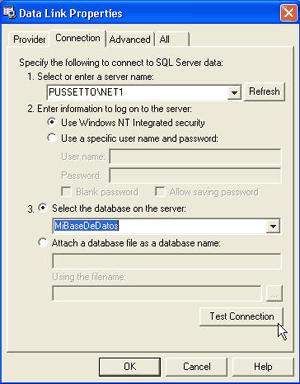 Data Link Properties
Provider Connection Advanced All
Specify the following to connect to SQL Server data:
1. Select or enter a server name:
PUSSETTO\NET1 Refresh
2. Enter information to log on to the server:
Use Windows NT Integrated security
Use a specific user name and password:
User name:
Password:
Blank password Allow saving password
3. Select the database on the server:
MiBaseDeDatos
Attach a database file as a database name:
Using the filename:
...
Test Connection
OK Cancel Help